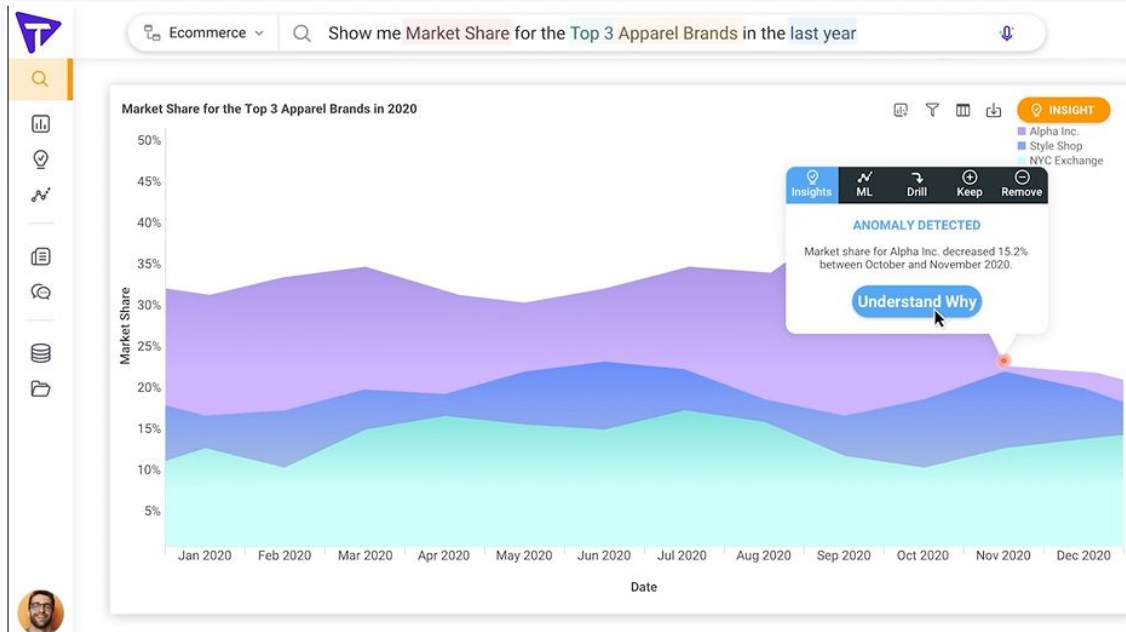 Ecommerce
Show me Market Share for the Top 3 Apparel Brands in the last year
Market Share for the Top 3 Apparel Brands in 2020
INSIGHT
Alpha Inc.
Style Shop
NYC Exchange
Insights ML Drill Keep Remove
ANOMALY DETECTED
Market share for Alpha Inc. decreased 15.2%
between October and November 2020.
Understand Why
50%
45%
40%
35%
30%
25%
20%
15%
10%
5%
Market Share
Jan 2020 Feb 2020 Mar 2020 Apr 2020 May 2020 Jun 2020 Jul 2020 Aug 2020 Sep 2020 Oct 2020 Nov 2020 Dec 2020
Date